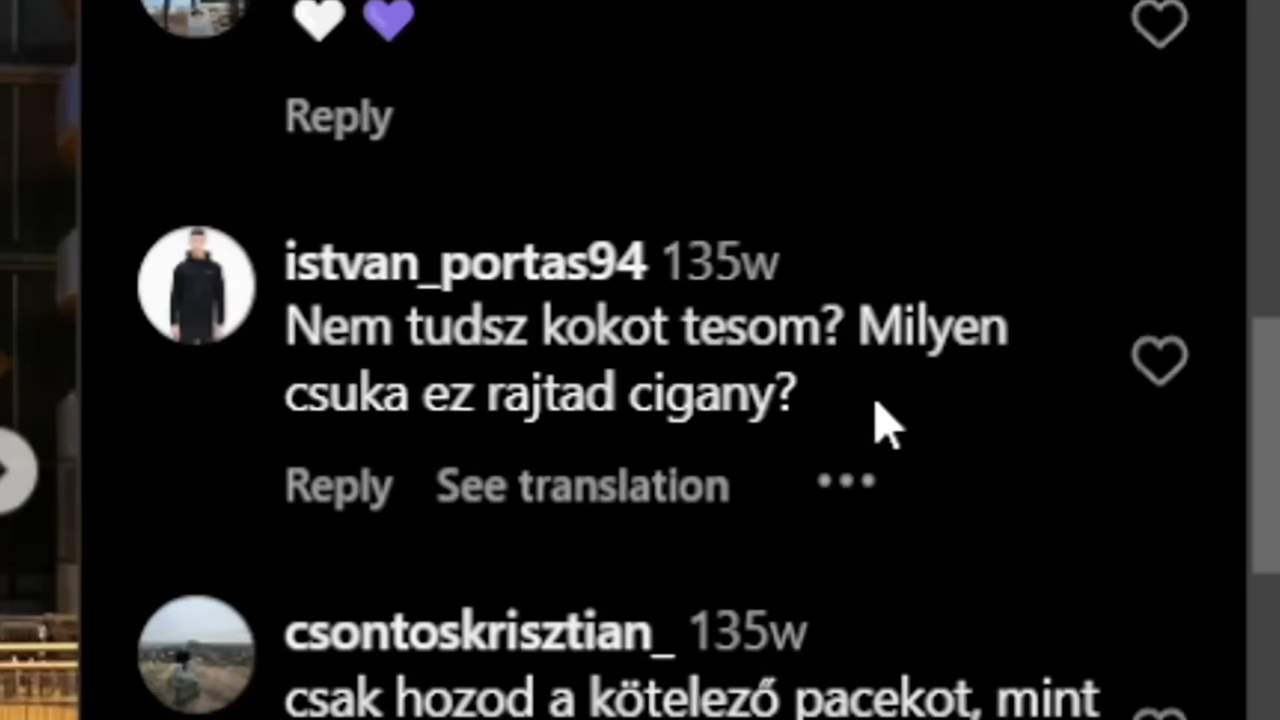 Reply
istvan_portas94 135w
Nem tudsz kokot tesom? Milyen
csuka ez rajtad cigany?
Reply See translation
csontoskrisztian_ 135w
csak hozod a kötelező pacekot, mint